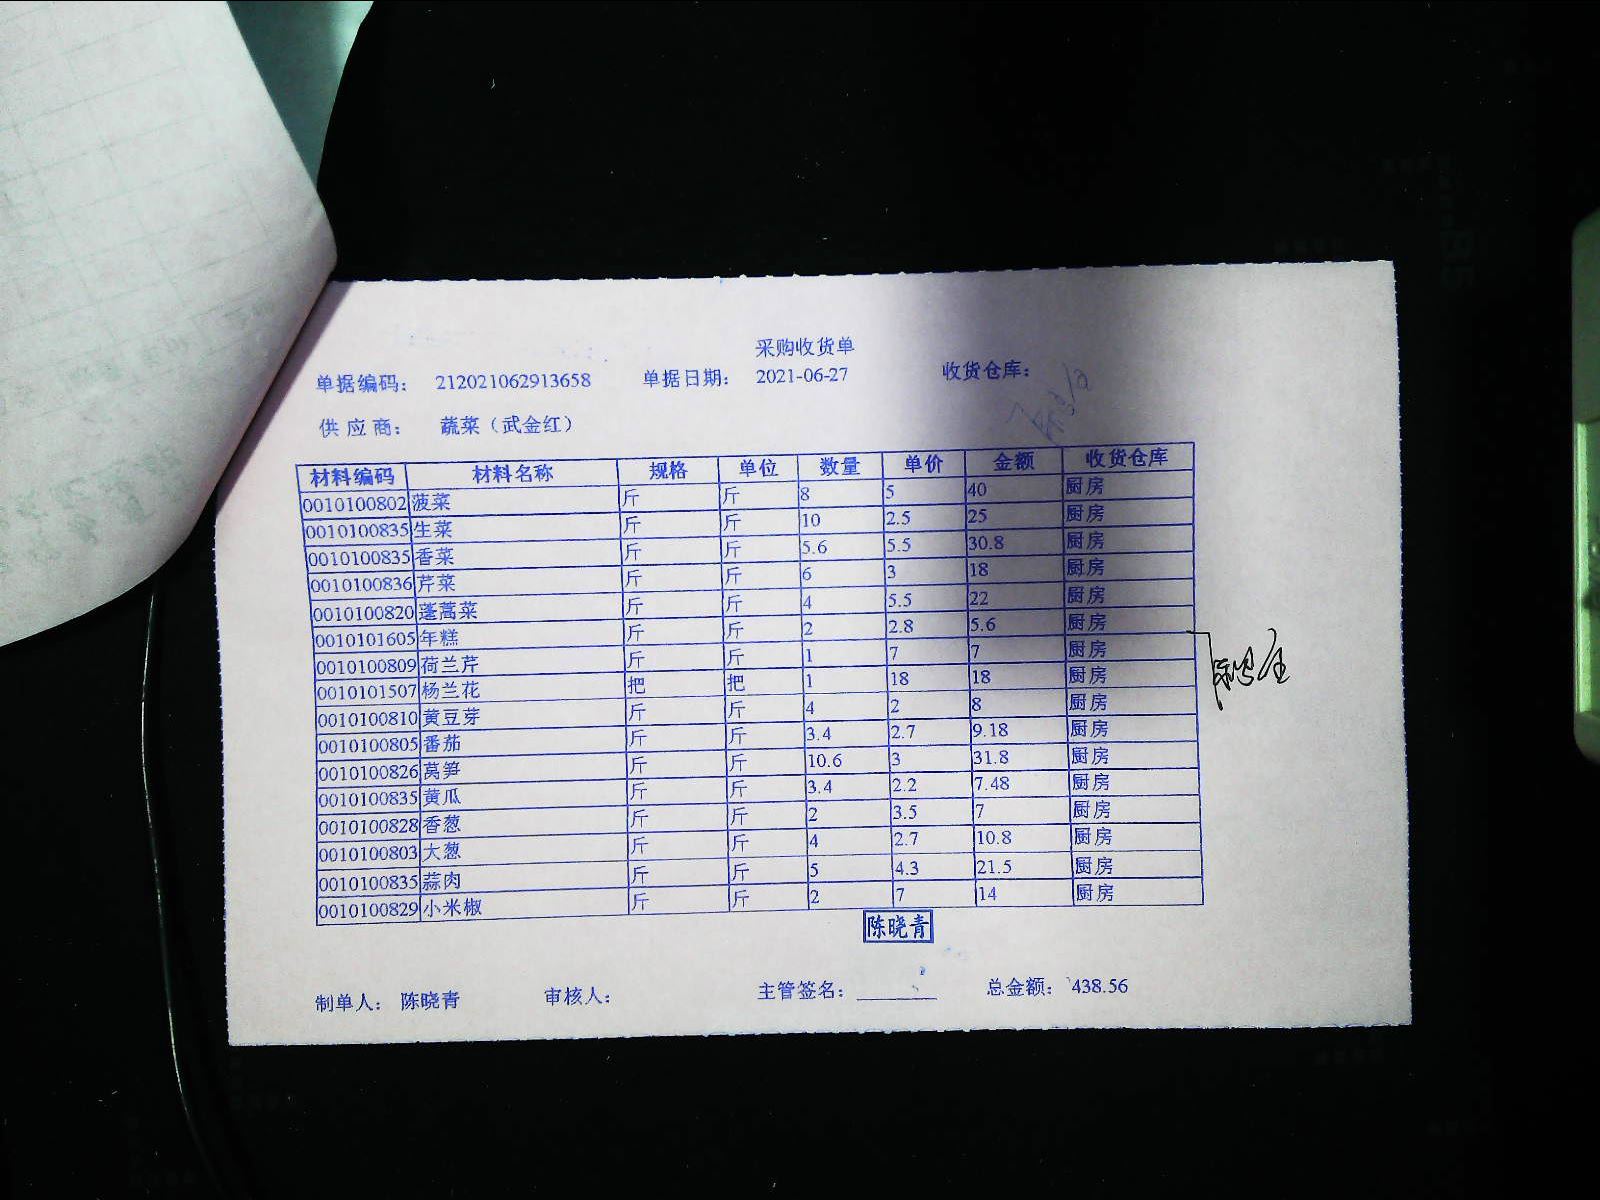 采购收货单
单据编码： 212021062913658 单据日期： 2021-06-27 收货仓库：
供应商： 蔬菜（武金红）
材料编码 材料名称 规格 单位 数量 单价 金额 收货仓库
0010100802 菠菜 斤 斤 8 5 40 厨房
0010100835 生菜 斤 斤 10 2.5 25 厨房
0010100835 香菜 斤 斤 5.6 5.5 30.8 厨房
0010100836 芹菜 斤 斤 6 3 18 厨房
0010100820 蓬蒿菜 斤 斤 4 5.5 22 厨房
0010101605 年糕 斤 斤 2 2.8 5.6 厨房
0010100809 荷兰芹 斤 斤 1 7 7 厨房
0010101507 杨兰花 把 把 1 18 18 厨房
0010100810 黄豆芽 斤 斤 4 2 8 厨房
0010100805 番茄 斤 斤 3.4 2.7 9.18 厨房
0010100826 莴笋 斤 斤 10.6 3 31.8 厨房
0010100835 黄瓜 斤 斤 3.4 2.2 7.48 厨房
0010100828 香葱 斤 斤 2 3.5 7 厨房
0010100803 大葱 斤 斤 4 2.7 10.8 厨房
0010100835 蒜肉 斤 斤 5 4.3 21.5 厨房
0010100829 小米椒 斤 斤 2 7 14 厨房
陈晓青
制单人： 陈晓青 审核人： 主管签名： 总金额： 438.56